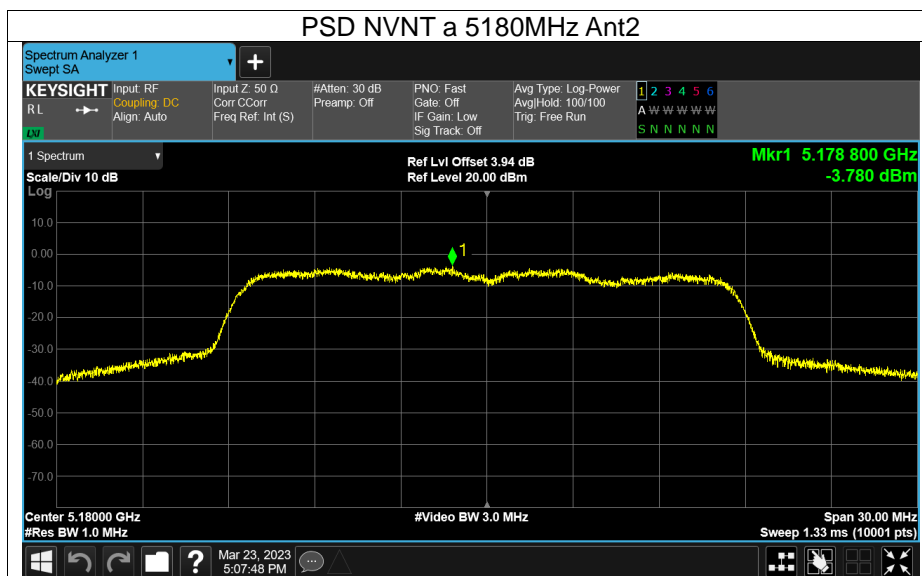 PSD NVNT a 5180MHz Ant2
Spectrum Analyzer 1
Swept SA
+
KEYSIGHT Input: RF Input Z: 50 Ω #Atten: 30 dB PNO: Fast Avg Type: Log-Power 1 2 3 4 5 6
RL Coupling: DC Corr CCorr Preamp: Off Gate: Off Avg|Hold: 100/100 A W W W W W
Align: Auto Freq Ref: Int (S) IF Gain: Low Trig: Free Run
LXI Sig Track: Off S N N N N N
1 Spectrum Ref Lvl Offset 3.94 dB Mkr1 5.178 800 GHz
Scale/Div 10 dB Ref Level 20.00 dBm -3.780 dBm
Log
10.0
0.00
1
-10.0
-20.0
-30.0
-40.0
-50.0
-60.0
-70.0
Center 5.18000 GHz #Video BW 3.0 MHz Span 30.00 MHz
#Res BW 1.0 MHz Sweep 1.33 ms (10001 pts)
? Mar 23, 2023
5:07:48 PM